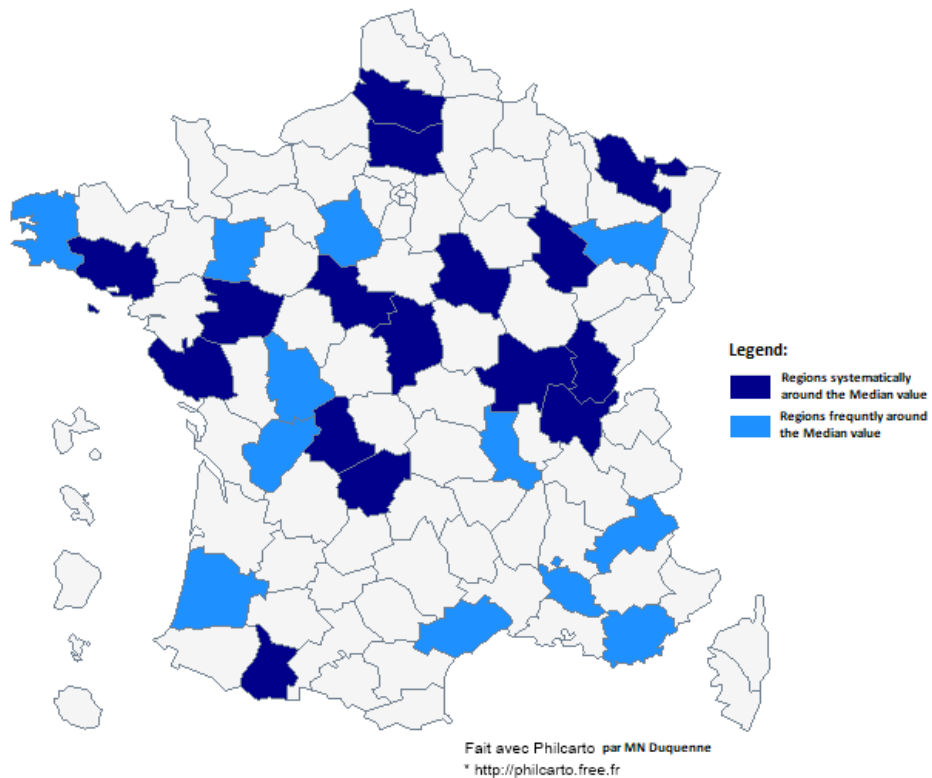 Legend:
Regions systematically
around the Median value
Regions frequntly around
the Median value
Fait avec Philcarto par MN Duquenne
* http://philcarto.free.fr